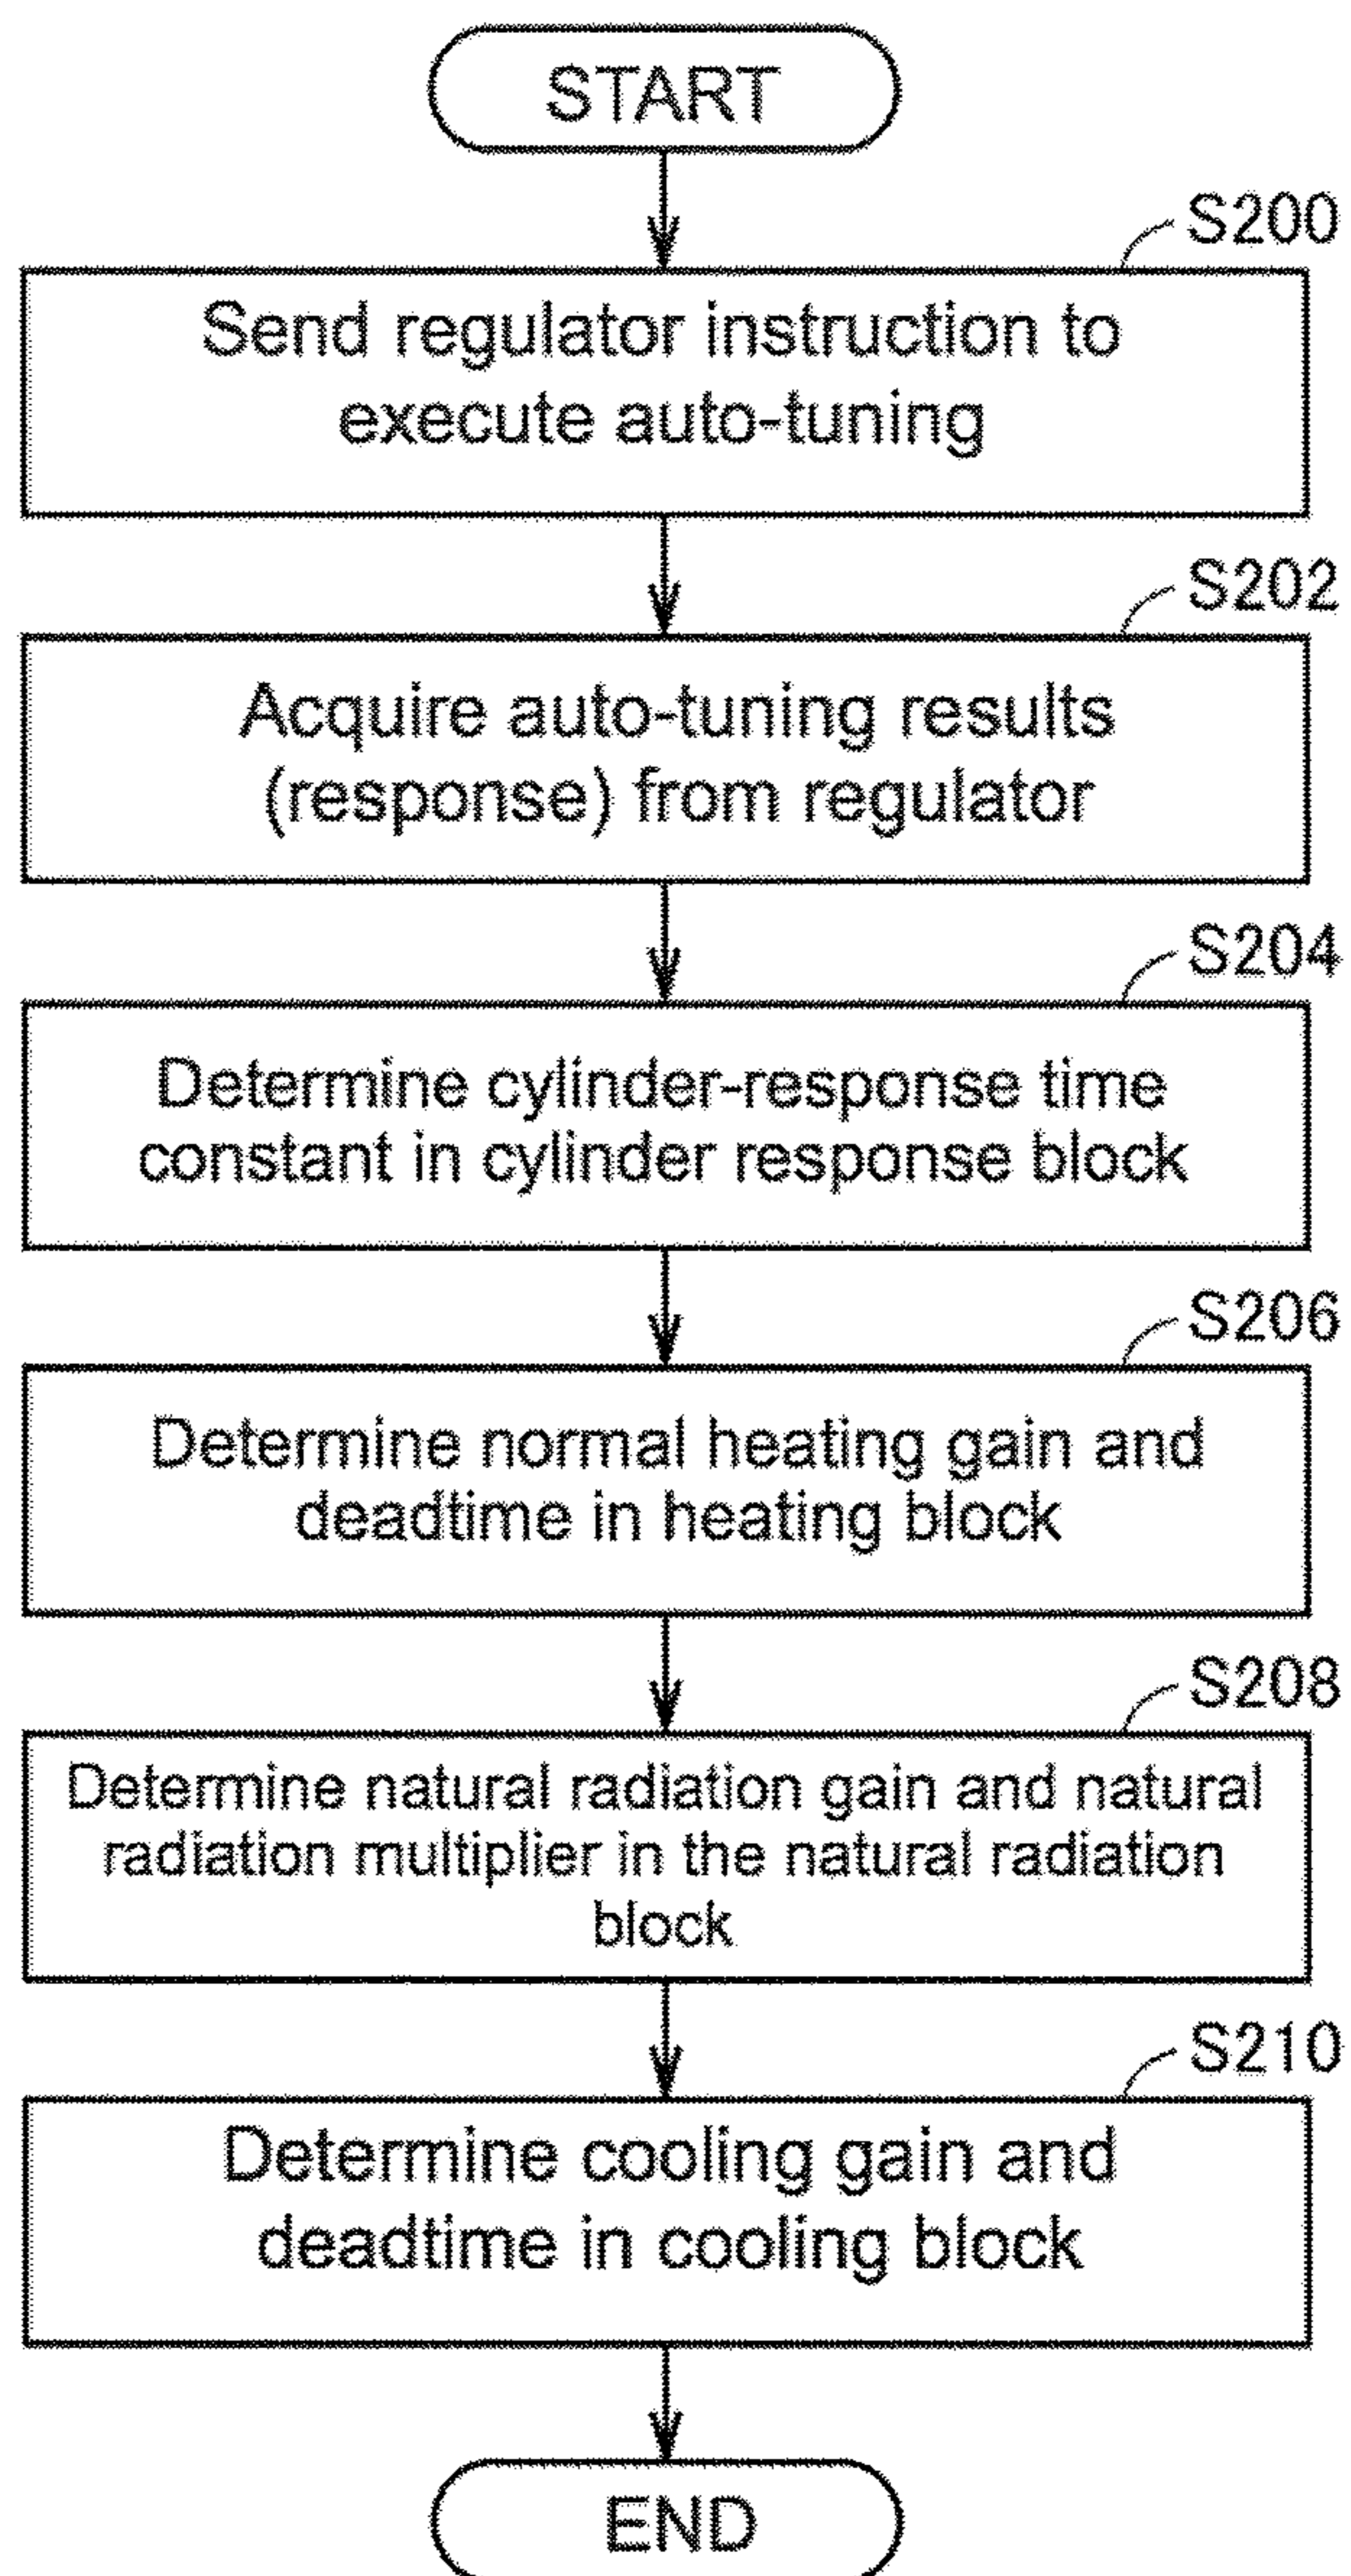 START
S200
Send regulator instruction to
execute auto-tuning
S202
Acquire auto-tuning results
(response) from regulator
S204
Determine cylinder-response time
constant in cylinder response block
S206
Determine normal heating gain and
deadtime in heating block
S208
Determine natural radiation gain and natural
radiation multiplier in the natural radiation
block
S210
Determine cooling gain and
deadtime in cooling block
END